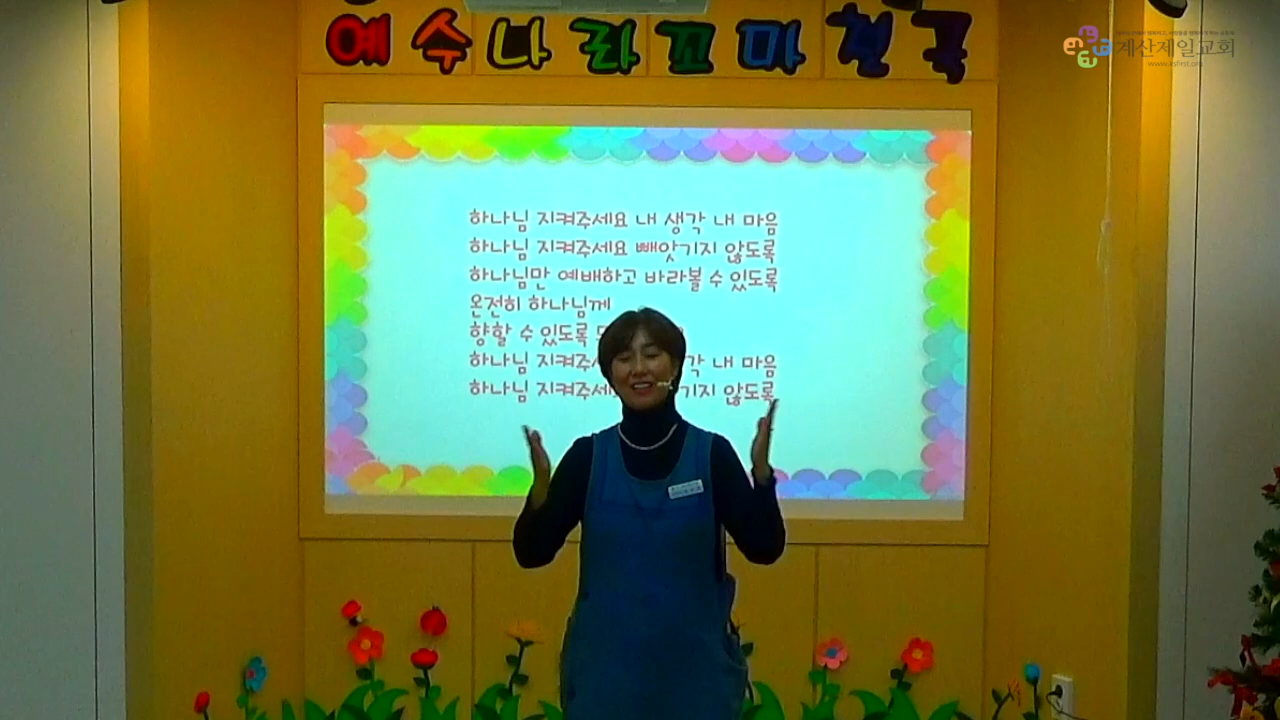 예수나라꼬마천국
계산제일교회
www.ksfirst.org
하나님 지켜주세요 내 생각 내 마음
하나님 지켜주세요 빼앗기지 않도록
하나님만 예배하고 바라볼 수 있도록
온전히 하나님께
향할 수 있도록
하나님 지켜주 각 내 마음
하나님 지켜주세 기지 않도록